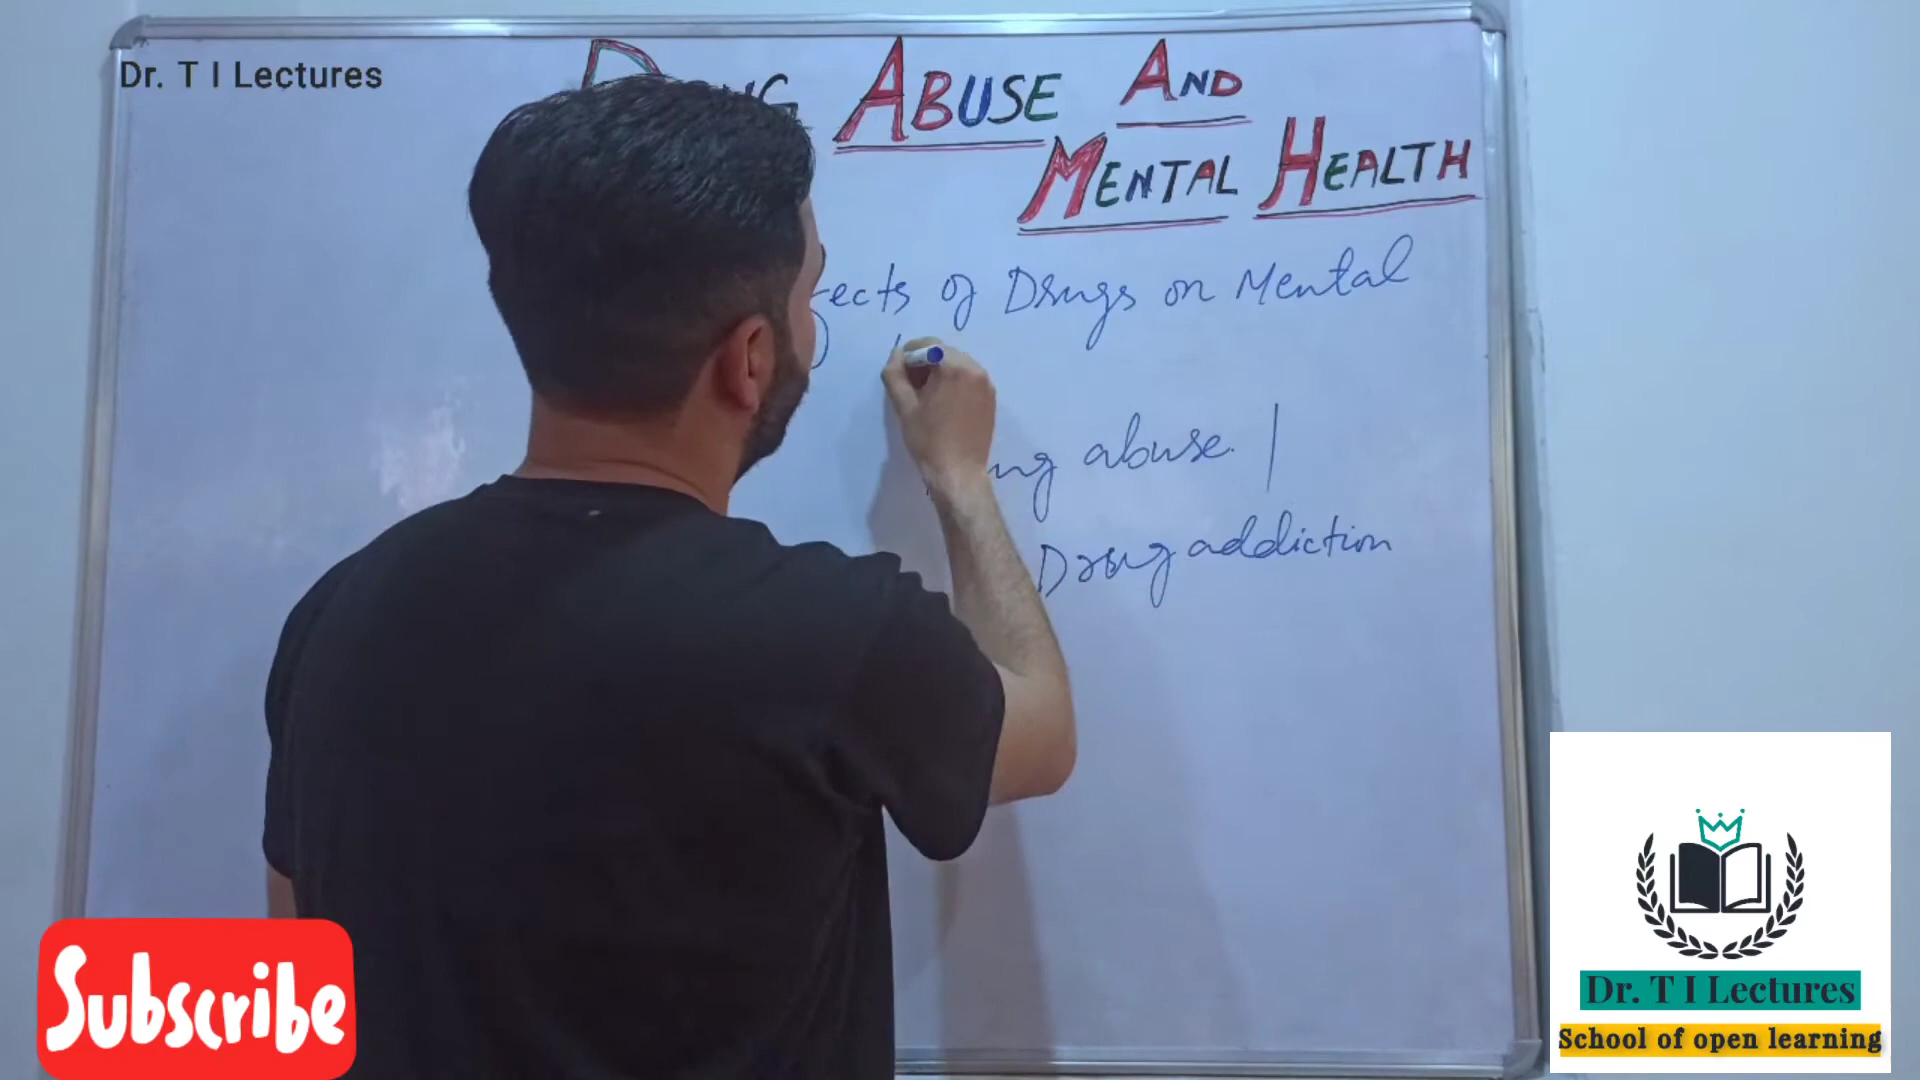 Dr. T I Lectures
ABUSE AND
MENTAL HEALTH
of Drugs on Mental
abuse |
Drug addiction
Subscribe
Dr. T I Lectures
School of open learning